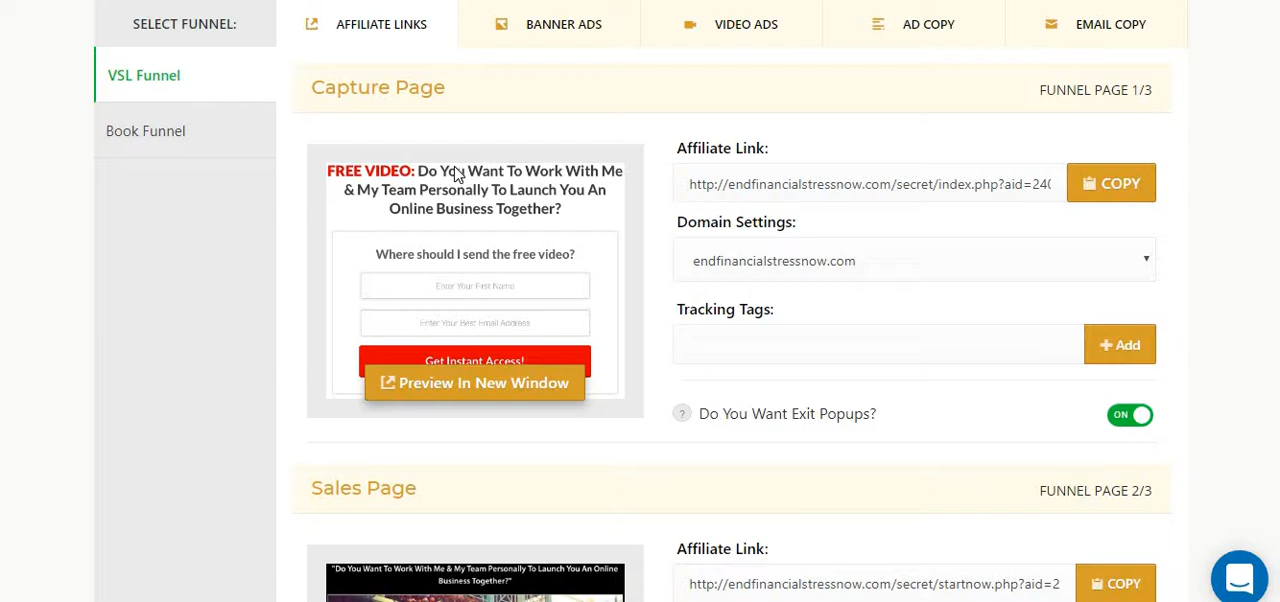 SELECT FUNNEL:
AFFILIATE LINKS
BANNER ADS
VIDEO ADS
AD COPY
EMAIL COPY
VSL Funnel
Book Funnel
Capture Page
FUNNEL PAGE 1/3
FREE VIDEO: Do You Want To Work With Me
& My Team Personally To Launch You An
Online Business Together?
Where should I send the free video?
Enter Your First Name
Enter Your Best Email Address
Get Instant Access!
Preview In New Window
Affiliate Link:
http://endfinancialstressnow.com/secret/index.php?aid=240
COPY
Domain Settings:
endfinancialstressnow.com
Tracking Tags:
+ Add
? Do You Want Exit Popups?
ON
Sales Page
FUNNEL PAGE 2/3
"Do You Want To Work With Me & My Team Personally To Launch You An Online
Business Together?"
Affiliate Link:
http://endfinancialstressnow.com/secret/startnow.php?aid=2
COPY